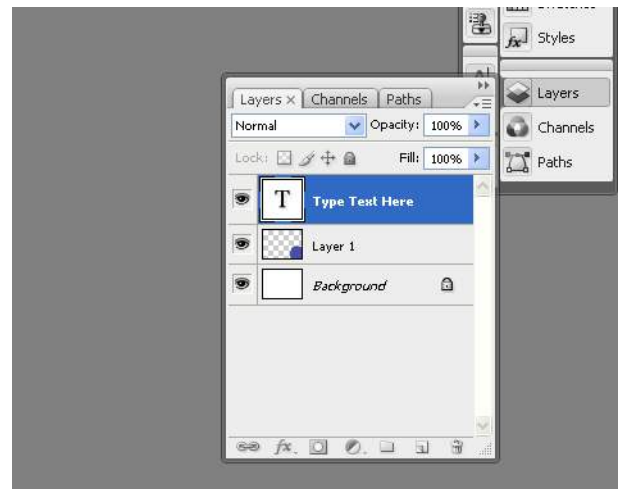 Styles
Layers
Channels
Paths
Layers × Channels Paths
Normal Opacity: 100%
Lock: Fill: 100%
T Type Text Here
Layer 1
Background
fx